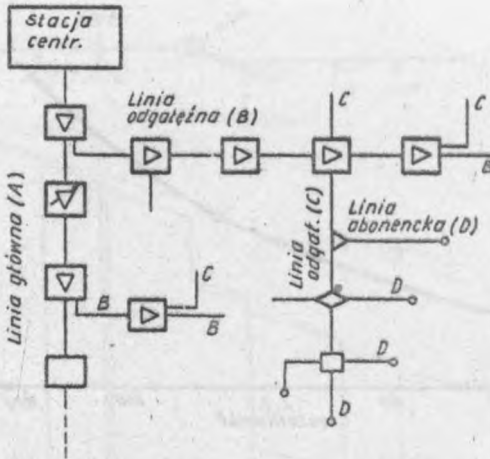 stacja
centr.
Linia
odgałęźna (B)
C
C
B
Linia główna (A)
Linia
odgał. (C)
Linia
abonencka (D)
C
B
B
D
D
D